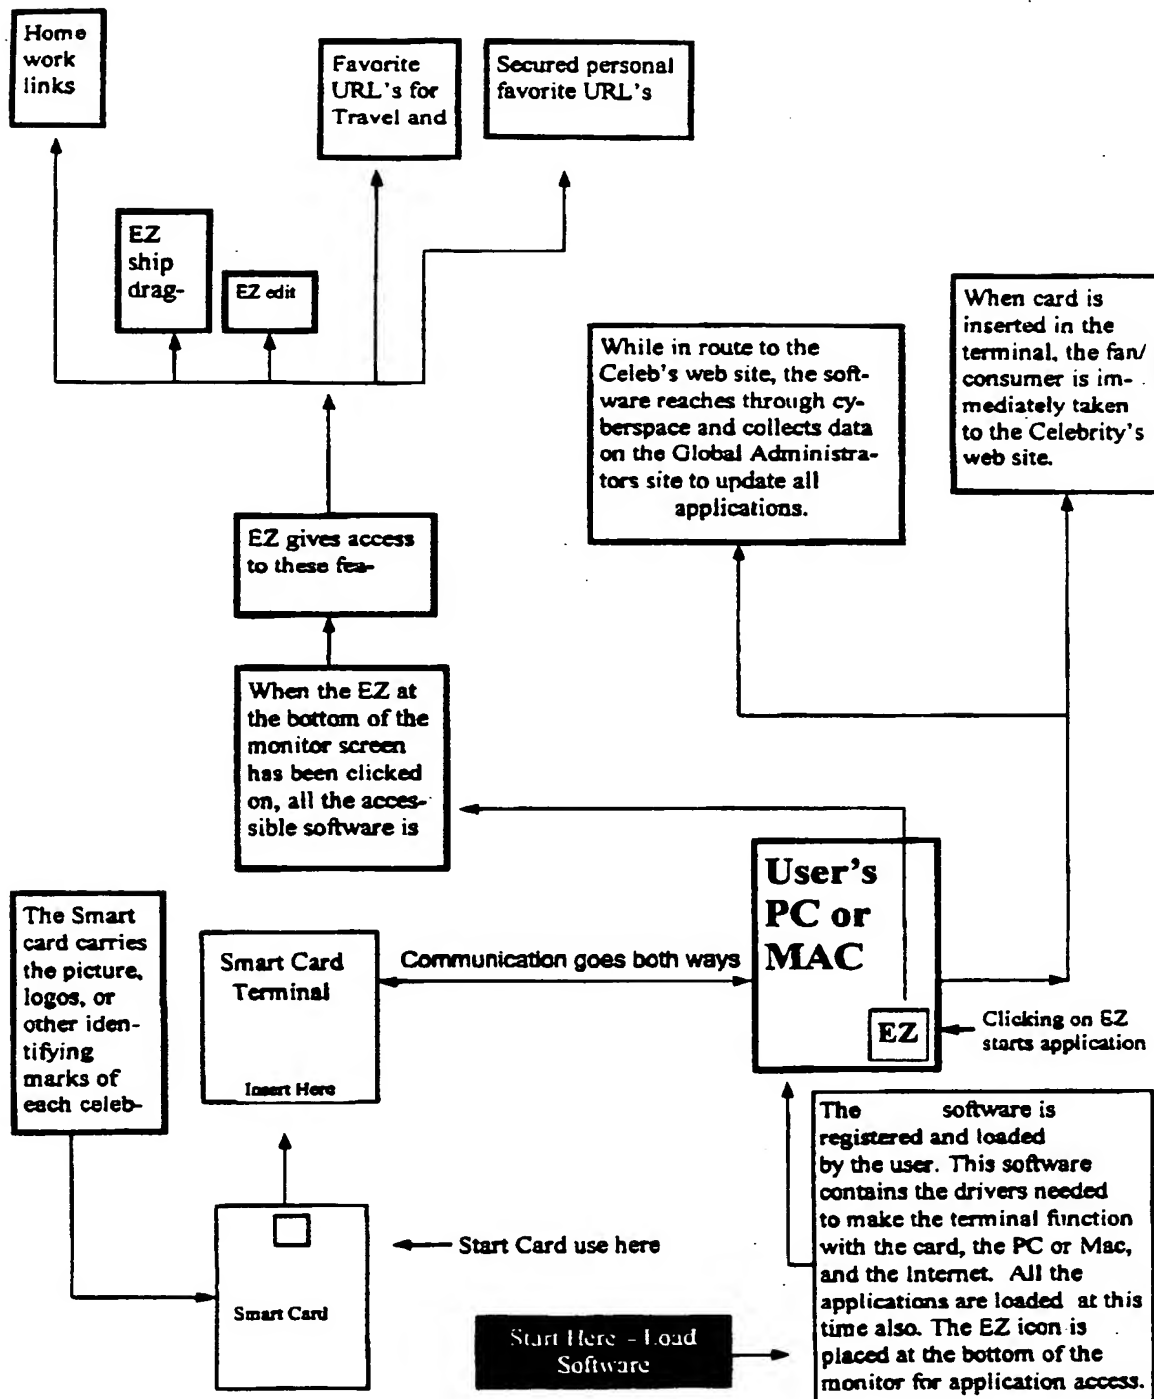 Home
work
links
Favorite
URL's for
Travel and
Secured personal
favorite URL's
EZ
ship
drag-
EZ edit
While in route to the
Celeb's web site, the soft-
ware reaches through cy-
berspace and collects data
on the Global Administra-
tors site to update all
applications.
When card is
inserted in the
terminal, the fan/
consumer is im-
mediately taken
to the Celebrity's
web site.
EZ gives access
to these fea-
When the EZ at
the bottom of the
monitor screen
has been clicked
on, all the acces-
sible software is
The Smart
card carries
the picture,
logos, or
other iden-
tifying
marks of
each celeb-
Smart Card
Terminal
Insert Here
Communication goes both ways
User's
PC or
MAC
EZ
Clicking on EZ
starts application
The software is
registered and loaded
by the user. This software
contains the drivers needed
to make the terminal function
with the card, the PC or Mac,
and the Internet. All the
applications are loaded at this
time also. The EZ icon is
placed at the bottom of the
monitor for application access.
Smart Card
Start Card use here
Start Here - Load
Software